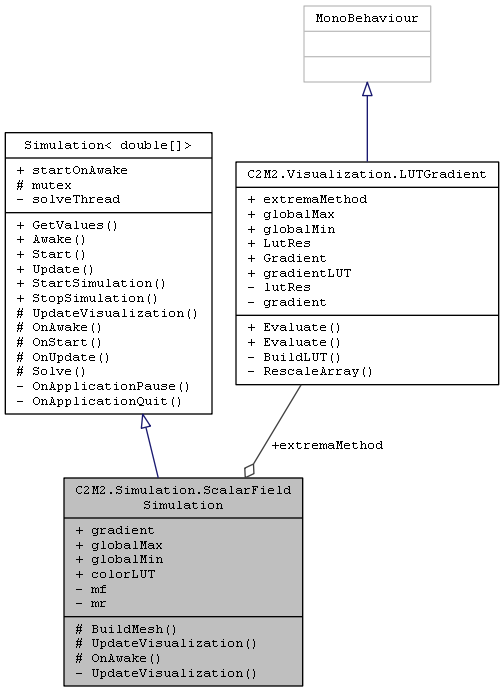 MonoBehaviour
Simulation< double[]>
+ startOnAwake
# mutex
- solveThread
+ GetValues()
+ Awake()
+ Start()
+ Update()
+ StartSimulation()
+ StopSimulation()
# UpdateVisualization()
# OnAwake()
# OnStart()
# OnUpdate()
# Solve()
- OnApplicationPause()
- OnApplicationQuit()
C2M2.Visualization.LUTGradient
+ extremaMethod
+ globalMax
+ globalMin
+ LutRes
+ Gradient
+ gradientLUT
- lutRes
- gradient
+ Evaluate()
+ Evaluate()
- BuildLUT()
- RescaleArray()
+extremaMethod
C2M2.Simulation.ScalarField
Simulation
+ gradient
+ globalMax
+ globalMin
+ colorLUT
- mf
- mr
# BuildMesh()
# UpdateVisualization()
# OnAwake()
- UpdateVisualization()